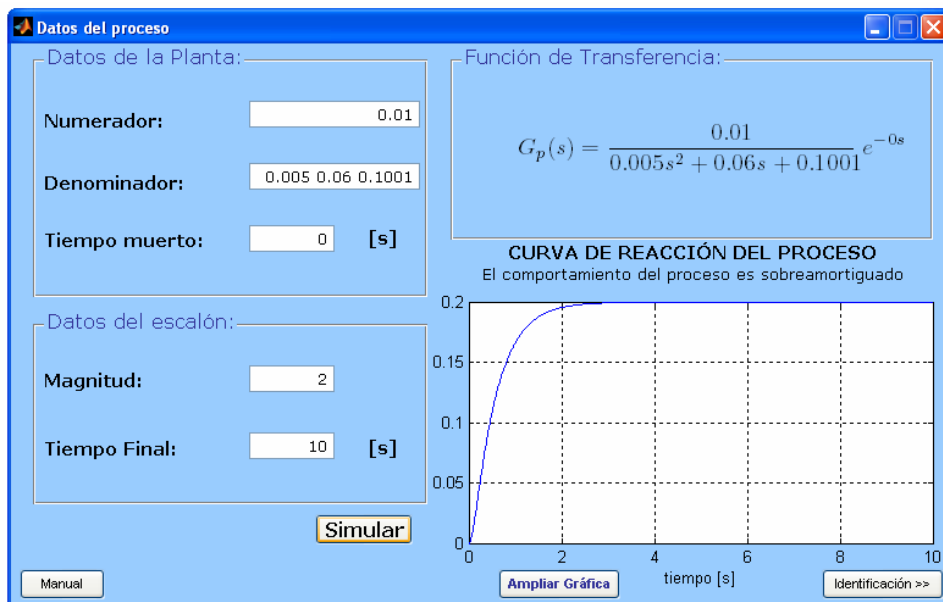 Datos del proceso
Datos de la Planta:
Numerador: 0.01
Denominador: 0.005 0.06 0.1001
Tiempo muerto: 0 [s]
Datos del escalón:
Magnitud: 2
Tiempo Final: 10 [s]
Simular
Manual
Función de Transferencia:
G_p(s) = \frac{0.01}{0.005s^2 + 0.06s + 0.1001}e^{-0s}
CURVA DE REACCIÓN DEL PROCESO
El comportamiento del proceso es sobreamortiguado
0.2
0.15
0.1
0.05
0
0 2 4 6 8 10
tiempo [s]
Ampliar Gráfica
Identificación >>